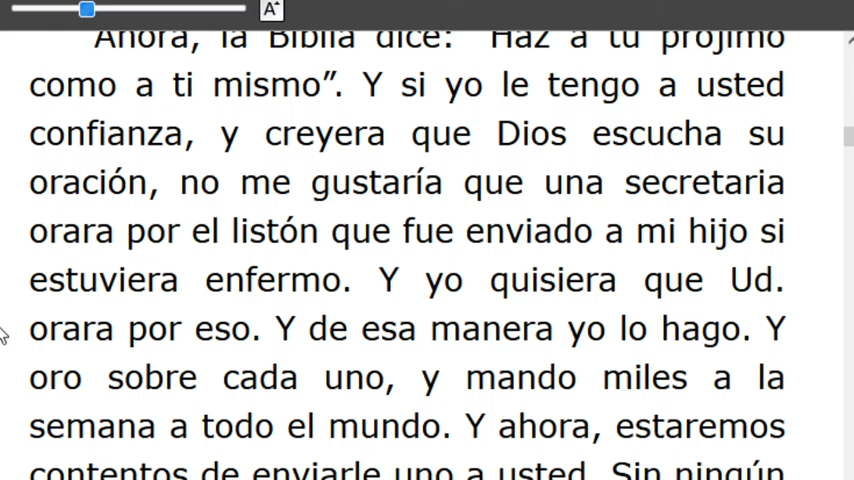 A
Ahora, la Biblia dice: “Haz a tu prójimo
como a ti mismo”. Y si yo le tengo a usted
confianza, y creyera que Dios escucha su
oración, no me gustaría que una secretaria
orara por el listón que fue enviado a mi hijo si
estuviera enfermo. Y yo quisiera que Ud.
orara por eso. Y de esa manera yo lo hago. Y
oro sobre cada uno, y mando miles a la
semana a todo el mundo. Y ahora, estaremos
contentos de enviarle uno a usted. Sin ningún